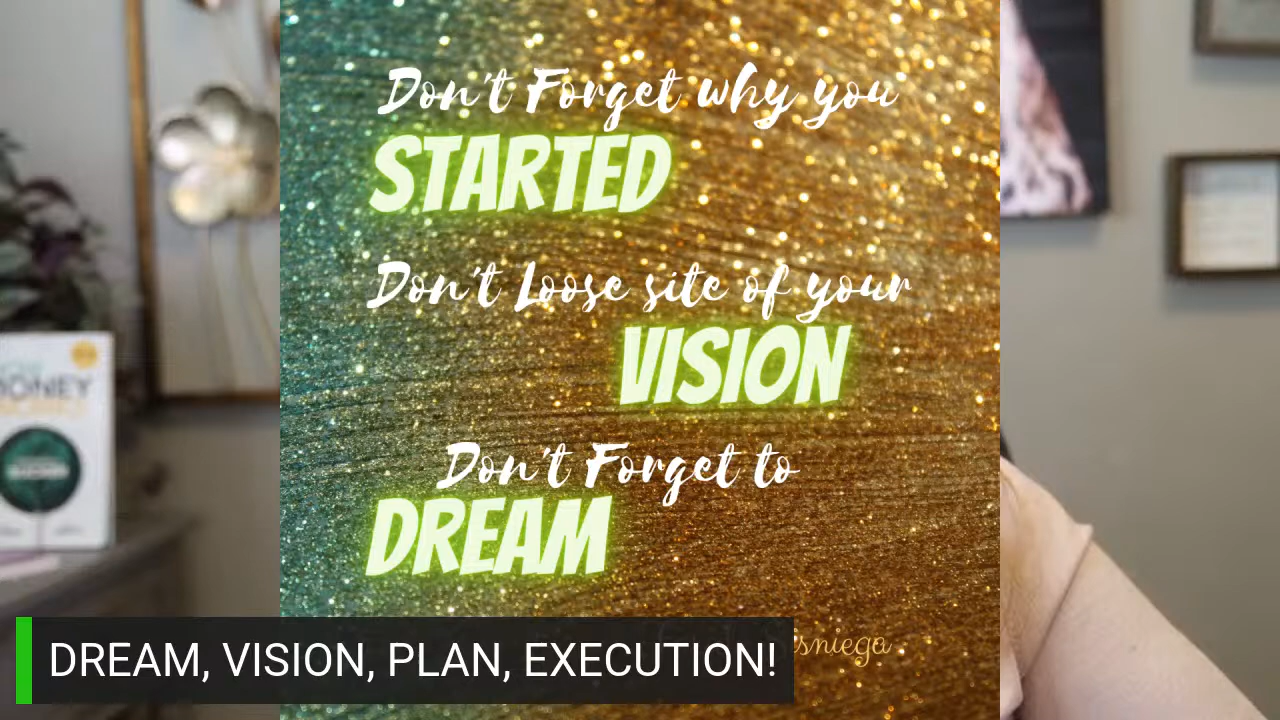 Don't Forget why you
STARTED
Don't Loose site of your
VISION
Don't Forget to
DREAM
DREAM, VISION, PLAN, EXECUTION!